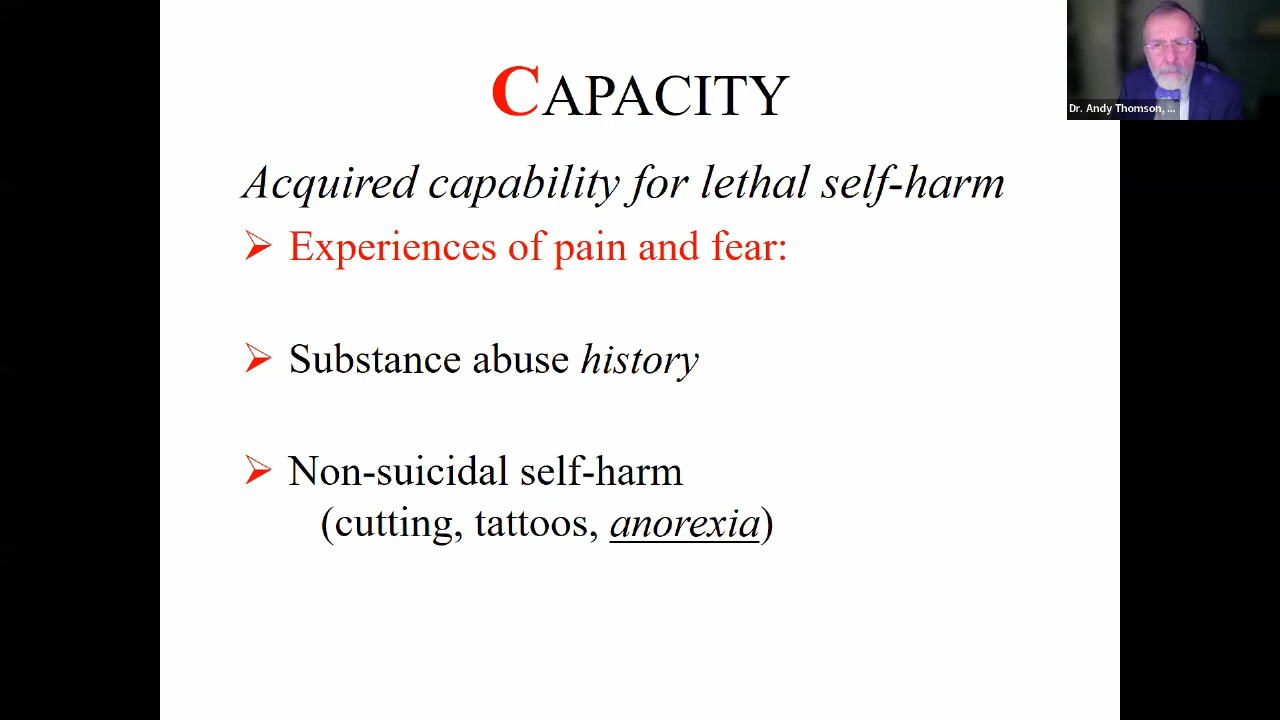 CAPACITY
Acquired capability for lethal self-harm
➢ Experiences of pain and fear:
➢ Substance abuse history
➢ Non-suicidal self-harm
(cutting, tattoos, anorexia)
Dr. Andy Thomson, ...